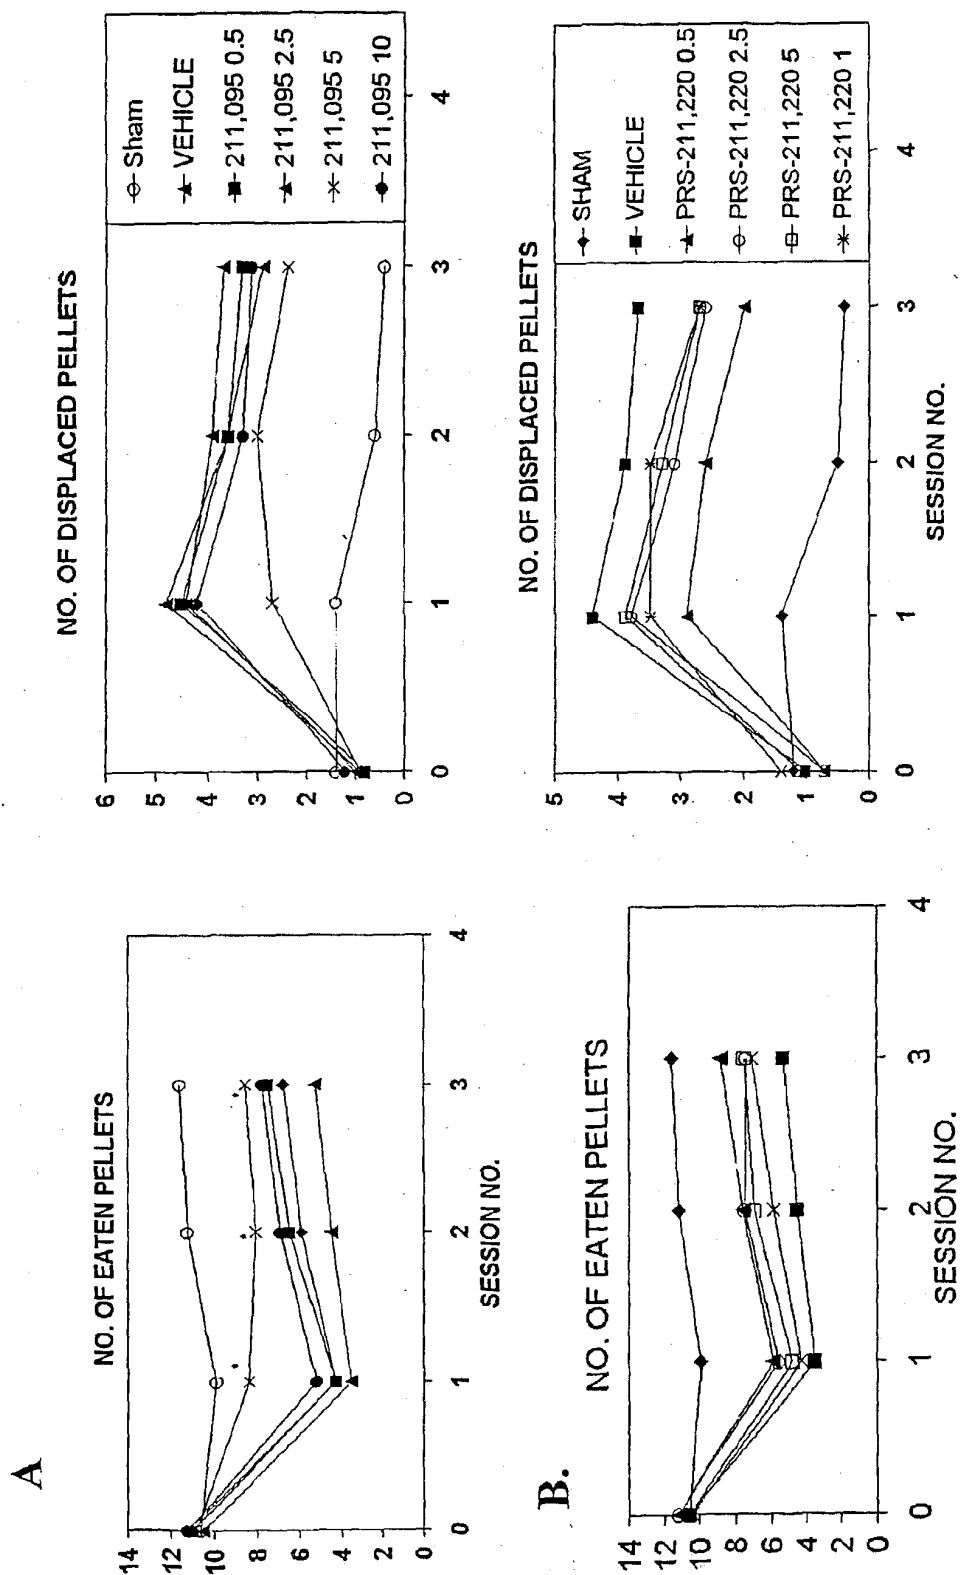 A
NO. OF EATEN PELLETS
14
12
10
8
6
4
2
0
0 1 2 3 4
SESSION NO.
NO. OF DISPLACED PELLETS
6
5
4
3
2
1
0
0 1 2 3 4
Sham
VEHICLE
211,095 0.5
211,095 2.5
211,095 5
211,095 10
B.
NO. OF EATEN PELLETS
14
12
10
8
6
4
2
0
0 1 2 3 4
SESSION NO.
NO. OF DISPLACED PELLETS
5
4
3
2
1
0
0 1 2 3 4
SESSION NO.
SHAM
VEHICLE
PRS-211,220 0.5
PRS-211,220 2.5
PRS-211,220 5
PRS-211,220 1